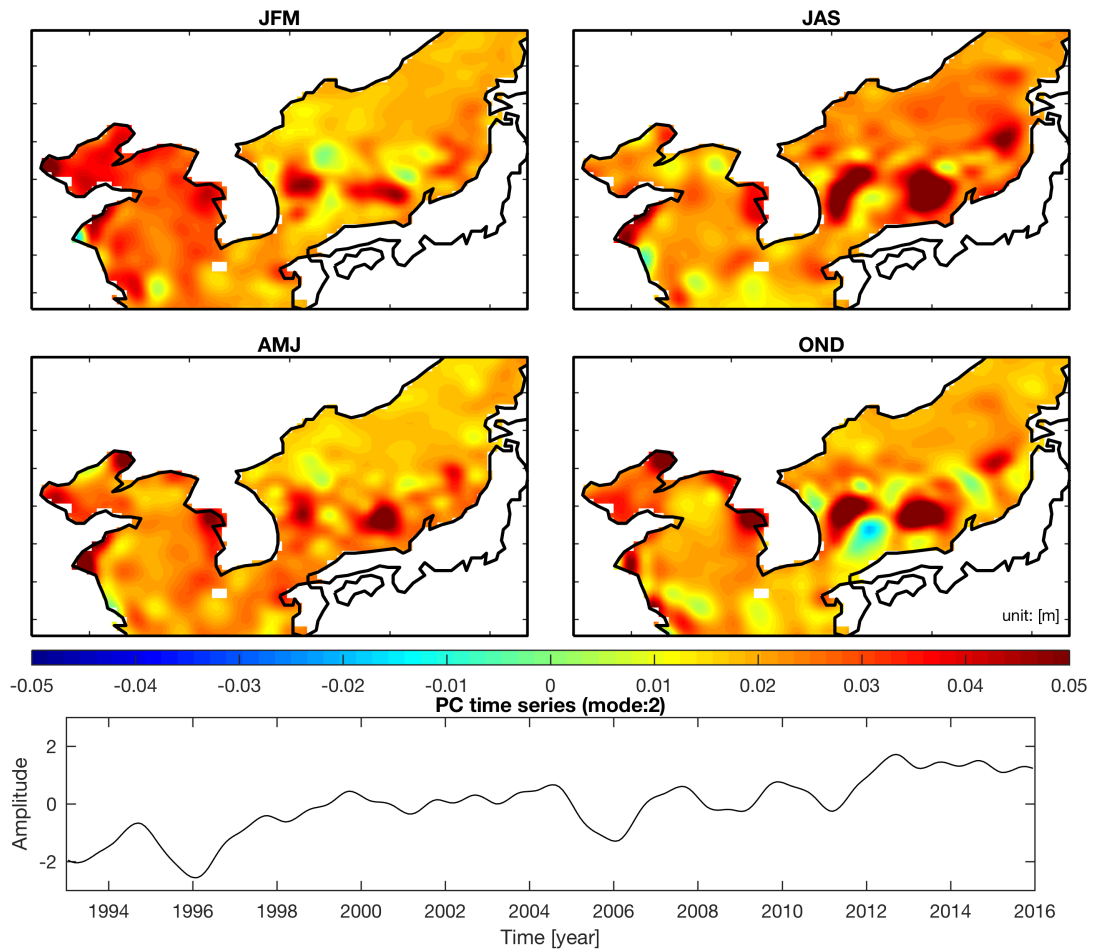 JFM
JAS
AMJ
OND
unit: [m]
-0.05 -0.04 -0.03 -0.02 -0.01 0 0.01 0.02 0.03 0.04 0.05
PC time series (mode:2)
2
0
-2
Amplitude
1994 1996 1998 2000 2002 2004 2006 2008 2010 2012 2014 2016
Time [year]